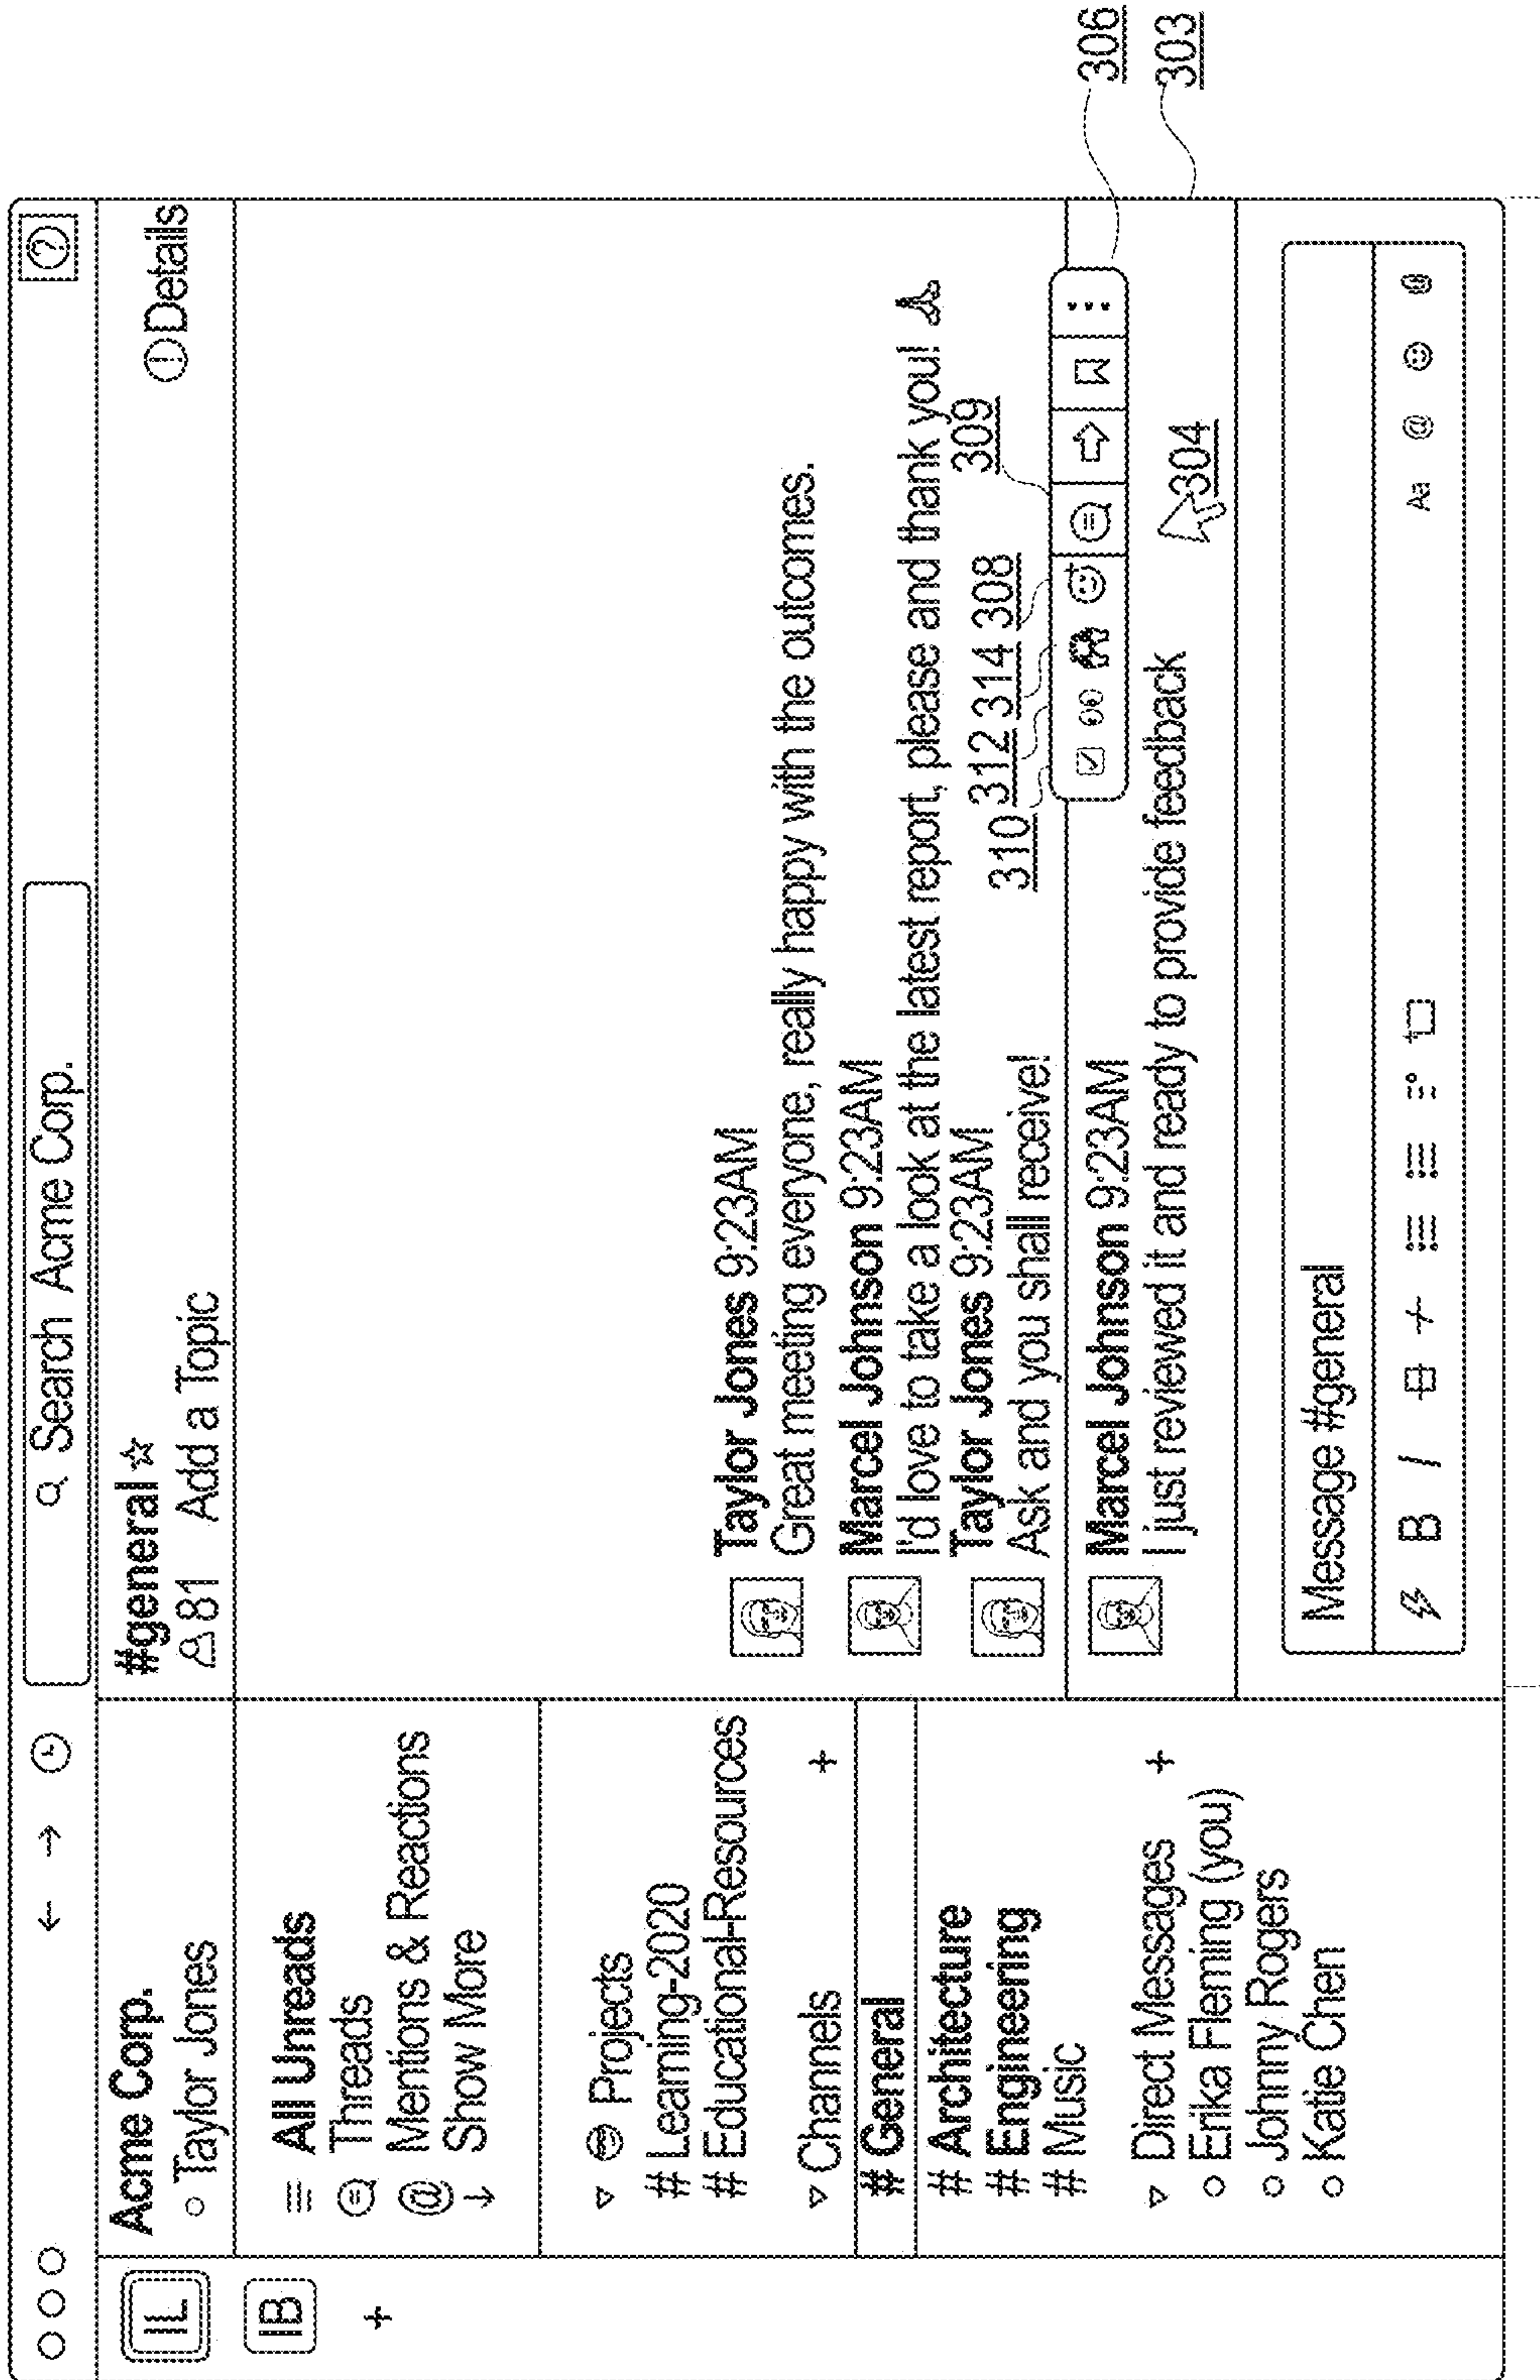 Search Acme Corp.
IL
IB
+
Acme Corp.
Taylor Jones
All Unreads
Threads
@ Mentions & Reactions
Show More
Projects
# Learning-2020
# Educational-Resources
Channels +
# General
# Architecture
# Engineering
# Music
Direct Messages +
Erika Fleming (you)
Johnny Rogers
Katie Chen
#general
81 Add a Topic
Details
Taylor Jones 9:23AM
Great meeting everyone, really happy with the outcomes.
Marcel Johnson 9:23AM
I'd love to take a look at the latest report, please and thank you!
Taylor Jones 9:23AM
Ask and you shall receive!
309
310 312 314 308
306
303
Marcel Johnson 9:23AM
I just reviewed it and ready to provide feedback
304
Message #general
B I Aa @